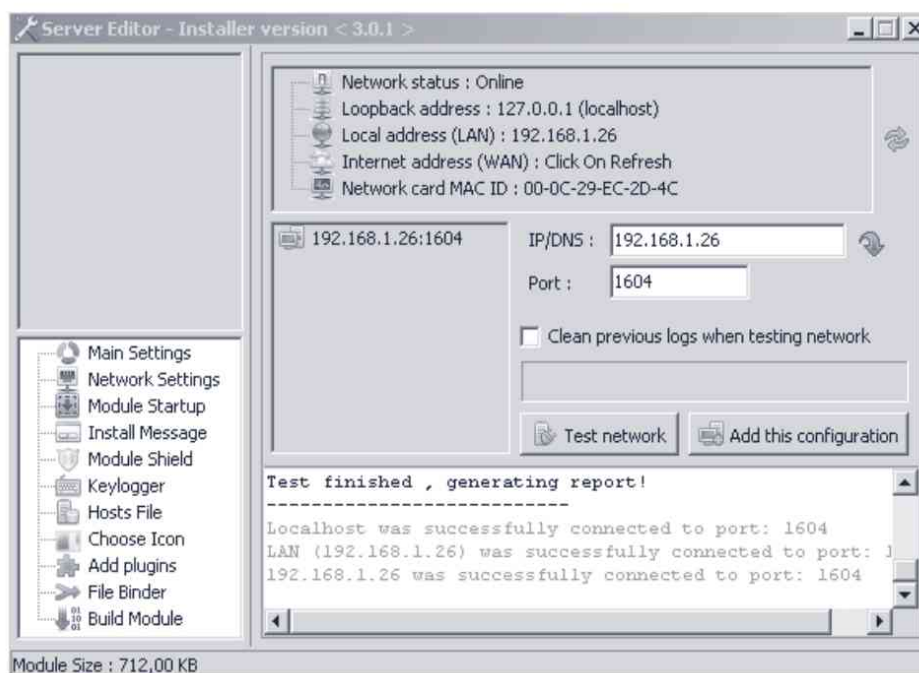 Server Editor - Installer version < 3.0.1 >
Network status : Online
Loopback address : 127.0.0.1 (localhost)
Local address (LAN) : 192.168.1.26
Internet address (WAN) : Click On Refresh
Network card MAC ID : 00-0C-29-EC-2D-4C
192.168.1.26:1604
IP/DNS : 192.168.1.26
Port : 1604
Clean previous logs when testing network
Test network
Add this configuration
Main Settings
Network Settings
Module Startup
Install Message
Module Shield
Keylogger
Hosts File
Choose Icon
Add plugins
File Binder
Build Module
Test finished , generating report!
---------------------------
Localhost was successfully connected to port: 1604
LAN (192.168.1.26) was successfully connected to port: 1
192.168.1.26 was successfully connected to port: 1604
Module Size : 712,00 KB